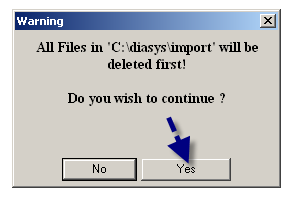 Warning
All Files in 'C:\diasys\import' will be
deleted first!
Do you wish to continue ?
No
Yes